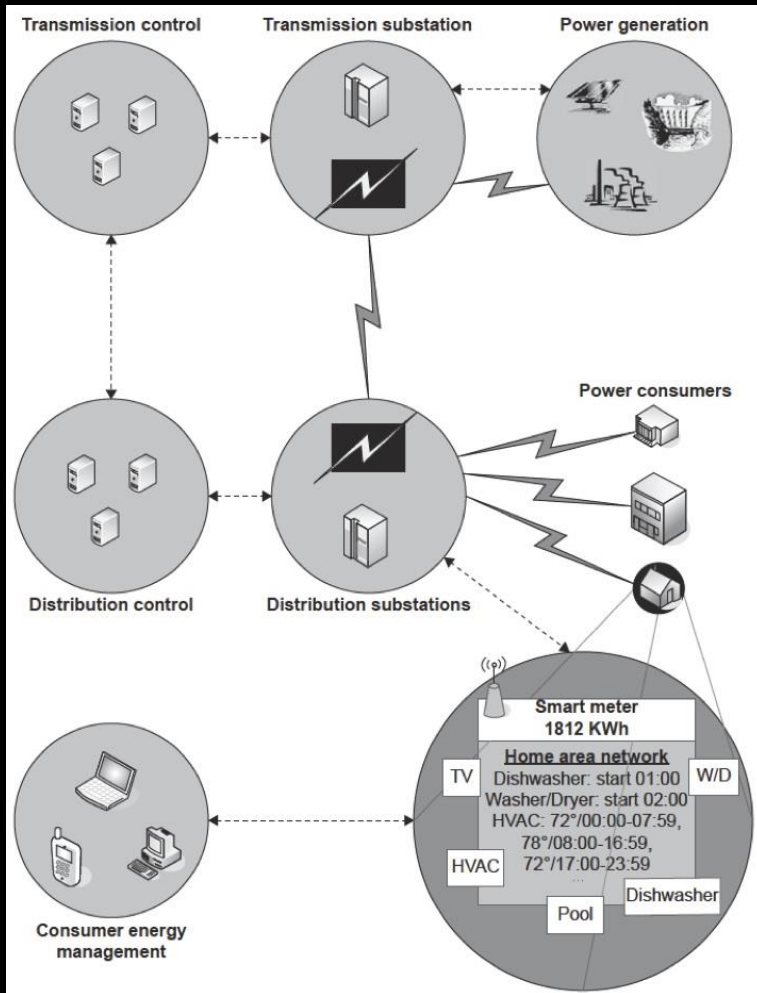 Transmission control
Transmission substation
Power generation
Power consumers
Distribution control
Distribution substations
Smart meter
1812 KWh
Home area network
Dishwasher: start 01:00
Washer/Dryer: start 02:00
HVAC: 72°/00:00-07:59,
78°/08:00-16:59,
72°/17:00-23:59
...
TV
W/D
HVAC
Dishwasher
Pool
Consumer energy
management